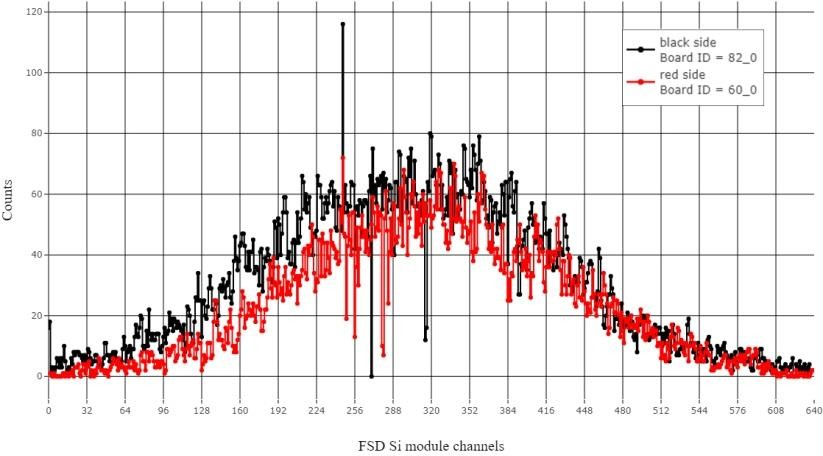 120
black side
Board ID = 82_0
red side
Board ID = 60_0
100
80
60
40
20
0
Counts
0 32 64 96 128 160 192 224 256 288 320 352 384 416 448 480 512 544 576 608 640
FSD Si module channels